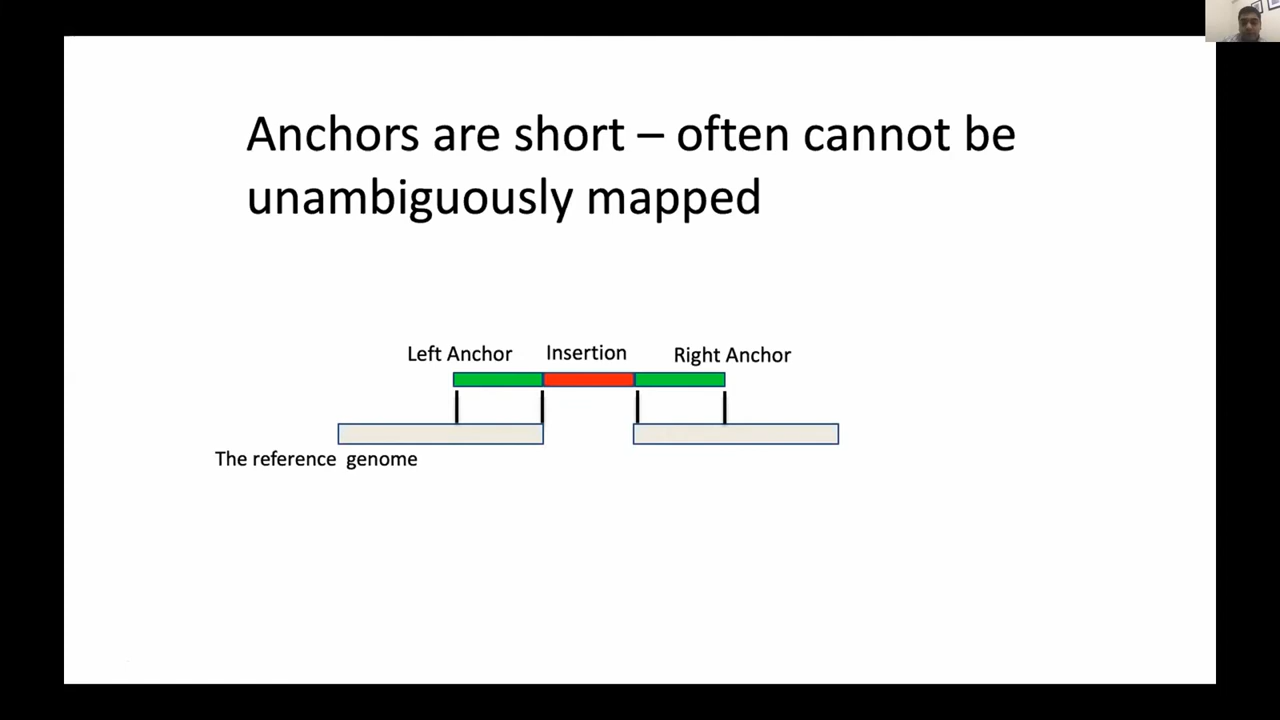 Anchors are short – often cannot be
unambiguously mapped
Left Anchor
Insertion
Right Anchor
The reference genome